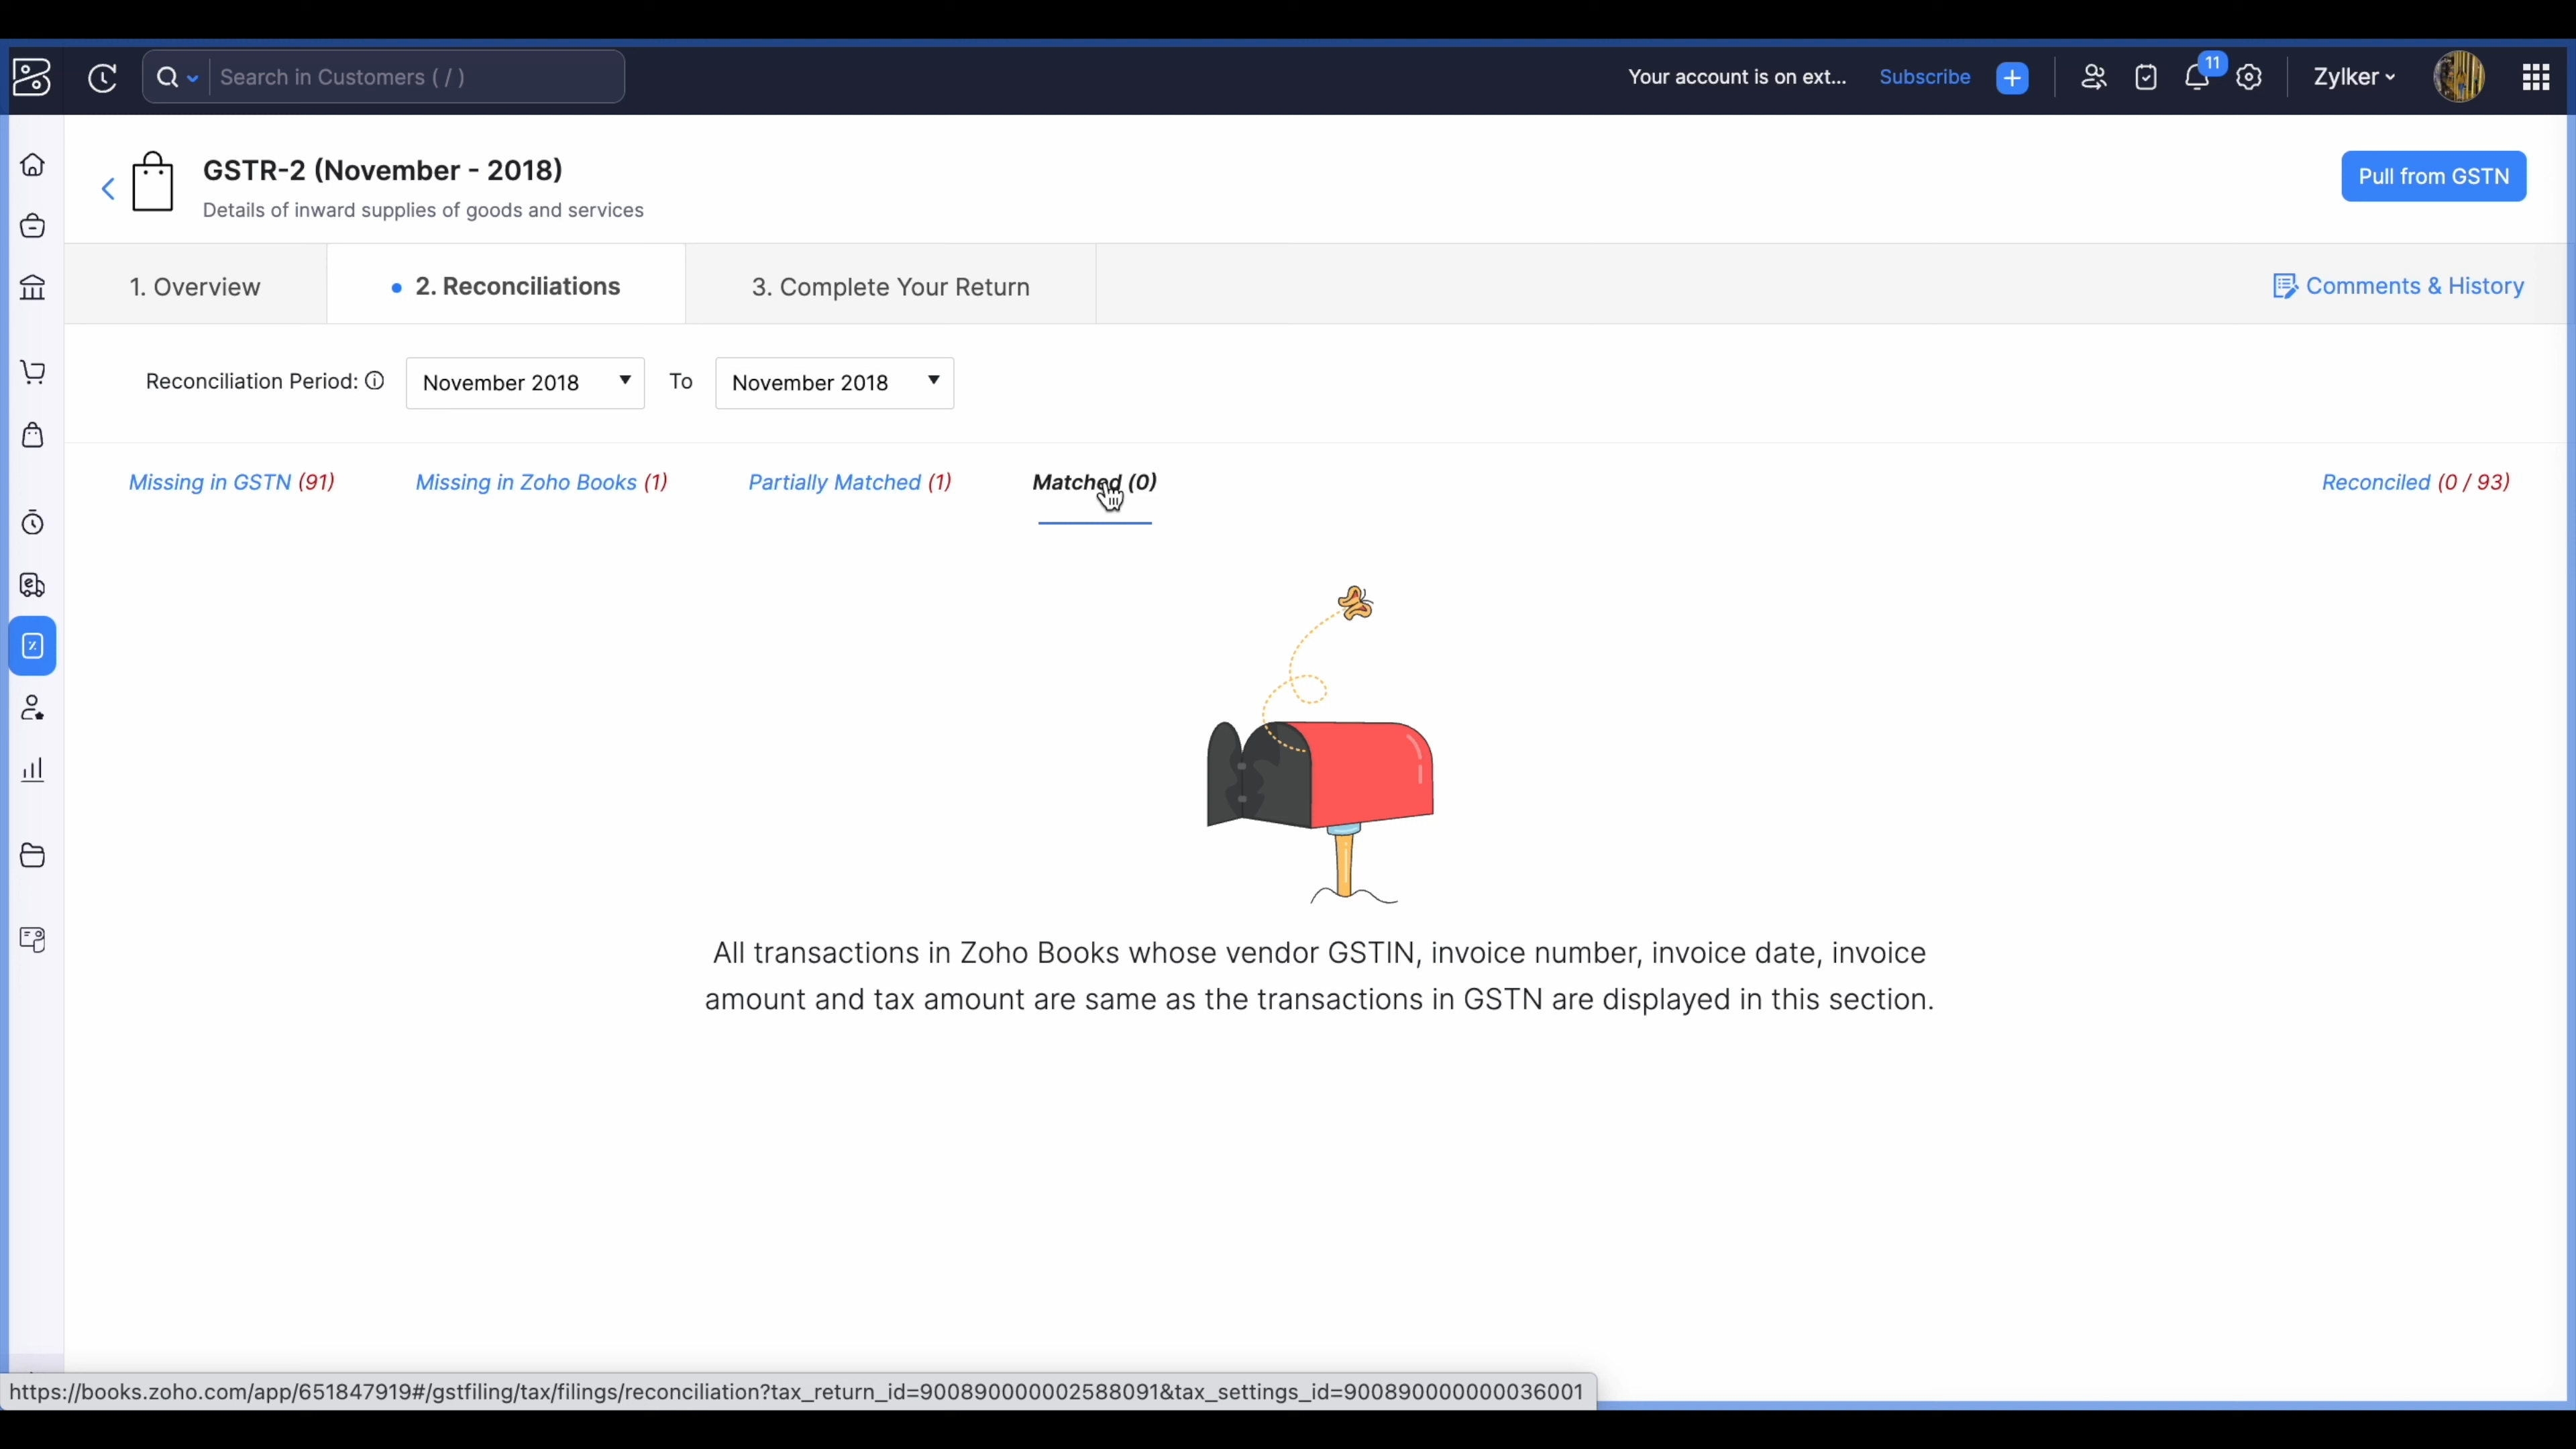 Search in Customers ( / )
Your account is on ext...
Subscribe
11
Zylker
GSTR-2 (November - 2018)
Details of inward supplies of goods and services
Pull from GSTN
1. Overview
2. Reconciliations
3. Complete Your Return
Comments & History
Reconciliation Period:
November 2018
To
November 2018
Missing in GSTN (91)
Missing in Zoho Books (1)
Partially Matched (1)
Matched (0)
Reconciled (0 / 93)
All transactions in Zoho Books whose vendor GSTIN, invoice number, invoice date, invoice
amount and tax amount are same as the transactions in GSTN are displayed in this section.
https://books.zoho.com/app/651847919#/gstfiling/tax/filings/reconciliation?tax_return_id=900890000002588091&tax_settings_id=900890000000036001